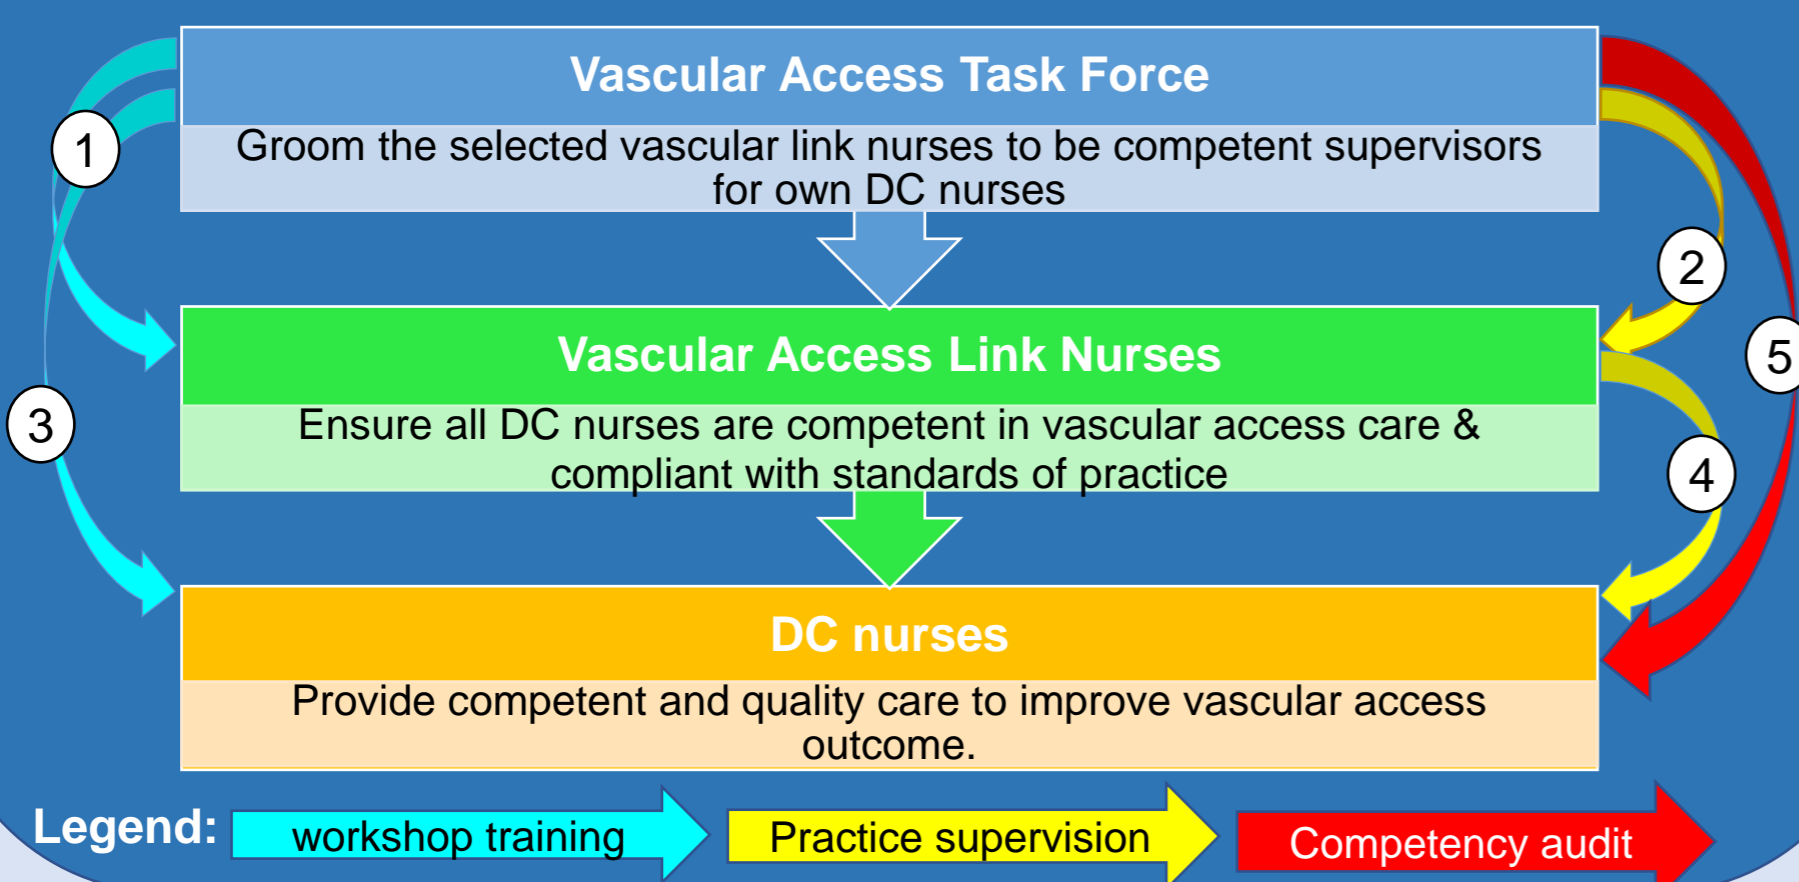 Vascular Access Task Force
1
Groom the selected vascular link nurses to be competent supervisors
for own DC nurses
2
Vascular Access Link Nurses
5
3
Ensure all DC nurses are competent in vascular access care &
compliant with standards of practice
4
DC nurses
Provide competent and quality care to improve vascular access
outcome.
Legend:
workshop training
Practice supervision
Competency audit